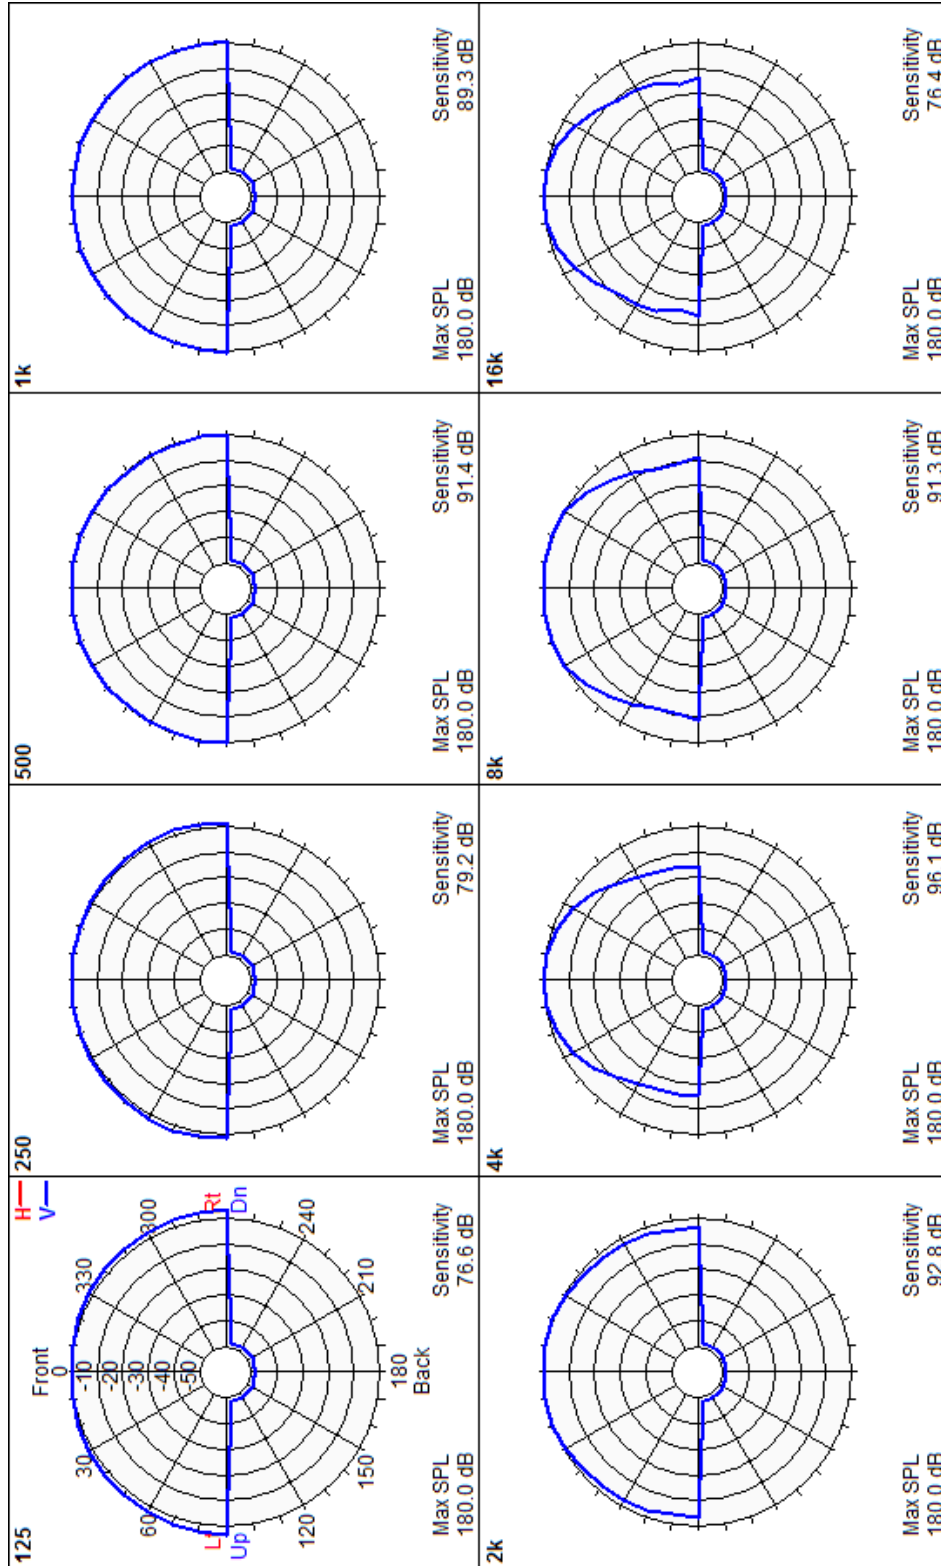 125
H
V
Front
0
30
330
-10
-20
-30
-40
-50
60
300
Rt
Up
Dn
120
240
150
210
180
Back
Max SPL
180.0 dB
Sensitivity
76.6 dB
250
Max SPL
180.0 dB
Sensitivity
79.2 dB
500
Max SPL
180.0 dB
Sensitivity
91.4 dB
1k
Max SPL
180.0 dB
Sensitivity
89.3 dB
2k
Max SPL
180.0 dB
Sensitivity
92.8 dB
4k
Max SPL
180.0 dB
Sensitivity
96.1 dB
8k
Max SPL
180.0 dB
Sensitivity
91.3 dB
16k
Max SPL
180.0 dB
Sensitivity
76.4 dB